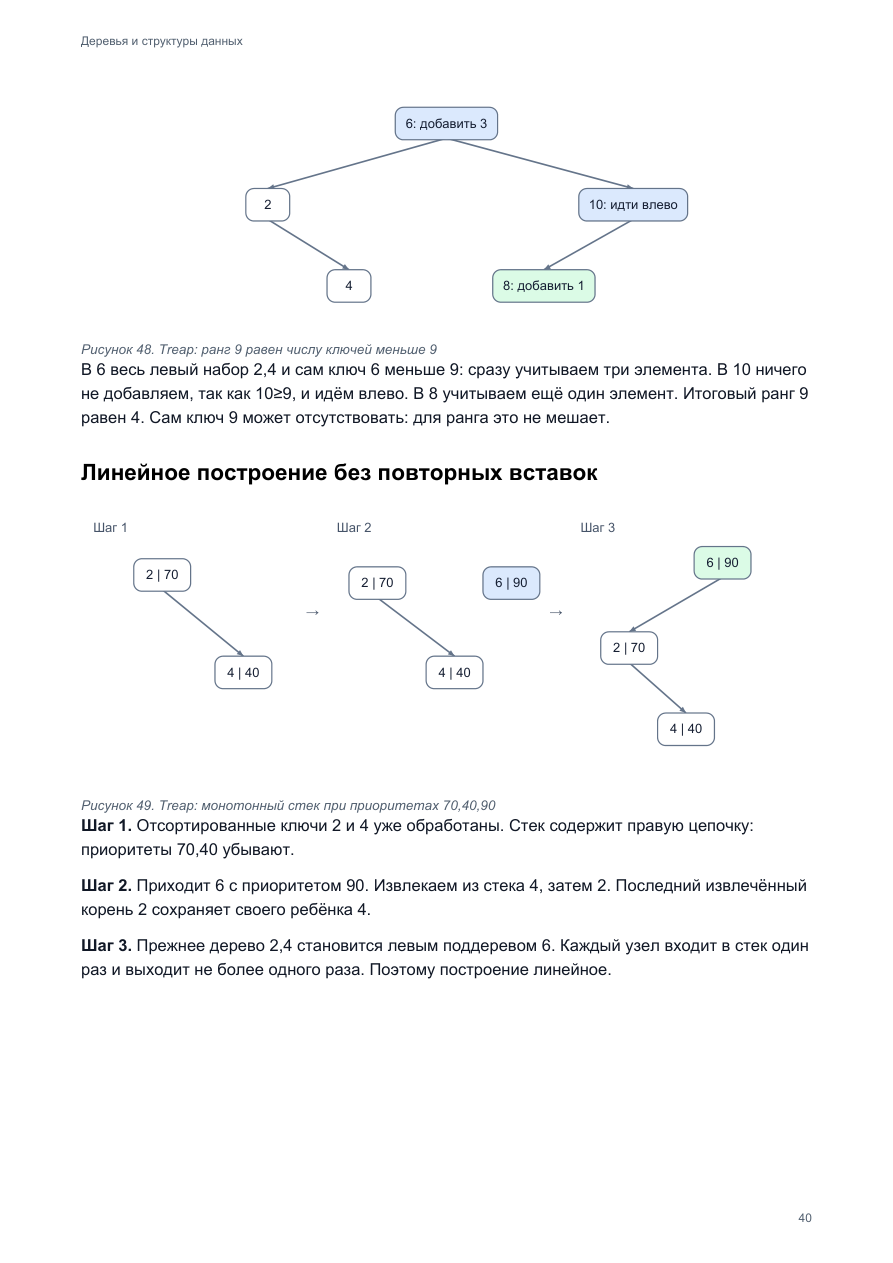 Деревья и структуры данных
6: добавить 3
2
10: идти влево
4
8: добавить 1
Рисунок 48. Treap: ранг 9 равен числу ключей меньше 9
В 6 весь левый набор 2,4 и сам ключ 6 меньше 9: сразу учитываем три элемента. В 10 ничего
не добавляем, так как 10≥9, и идём влево. В 8 учитываем ещё один элемент. Итоговый ранг 9
равен 4. Сам ключ 9 может отсутствовать: для ранга это не мешает.
Линейное построение без повторных вставок
Шаг 1
2 | 70
4 | 40
→
Шаг 2
2 | 70
6 | 90
4 | 40
→
Шаг 3
6 | 90
2 | 70
4 | 40
Рисунок 49. Treap: монотонный стек при приоритетах 70,40,90
Шаг 1. Отсортированные ключи 2 и 4 уже обработаны. Стек содержит правую цепочку:
приоритеты 70,40 убывают.
Шаг 2. Приходит 6 с приоритетом 90. Извлекаем из стека 4, затем 2. Последний извлечённый
корень 2 сохраняет своего ребёнка 4.
Шаг 3. Прежнее дерево 2,4 становится левым поддеревом 6. Каждый узел входит в стек один
раз и выходит не более одного раза. Поэтому построение линейное.
40